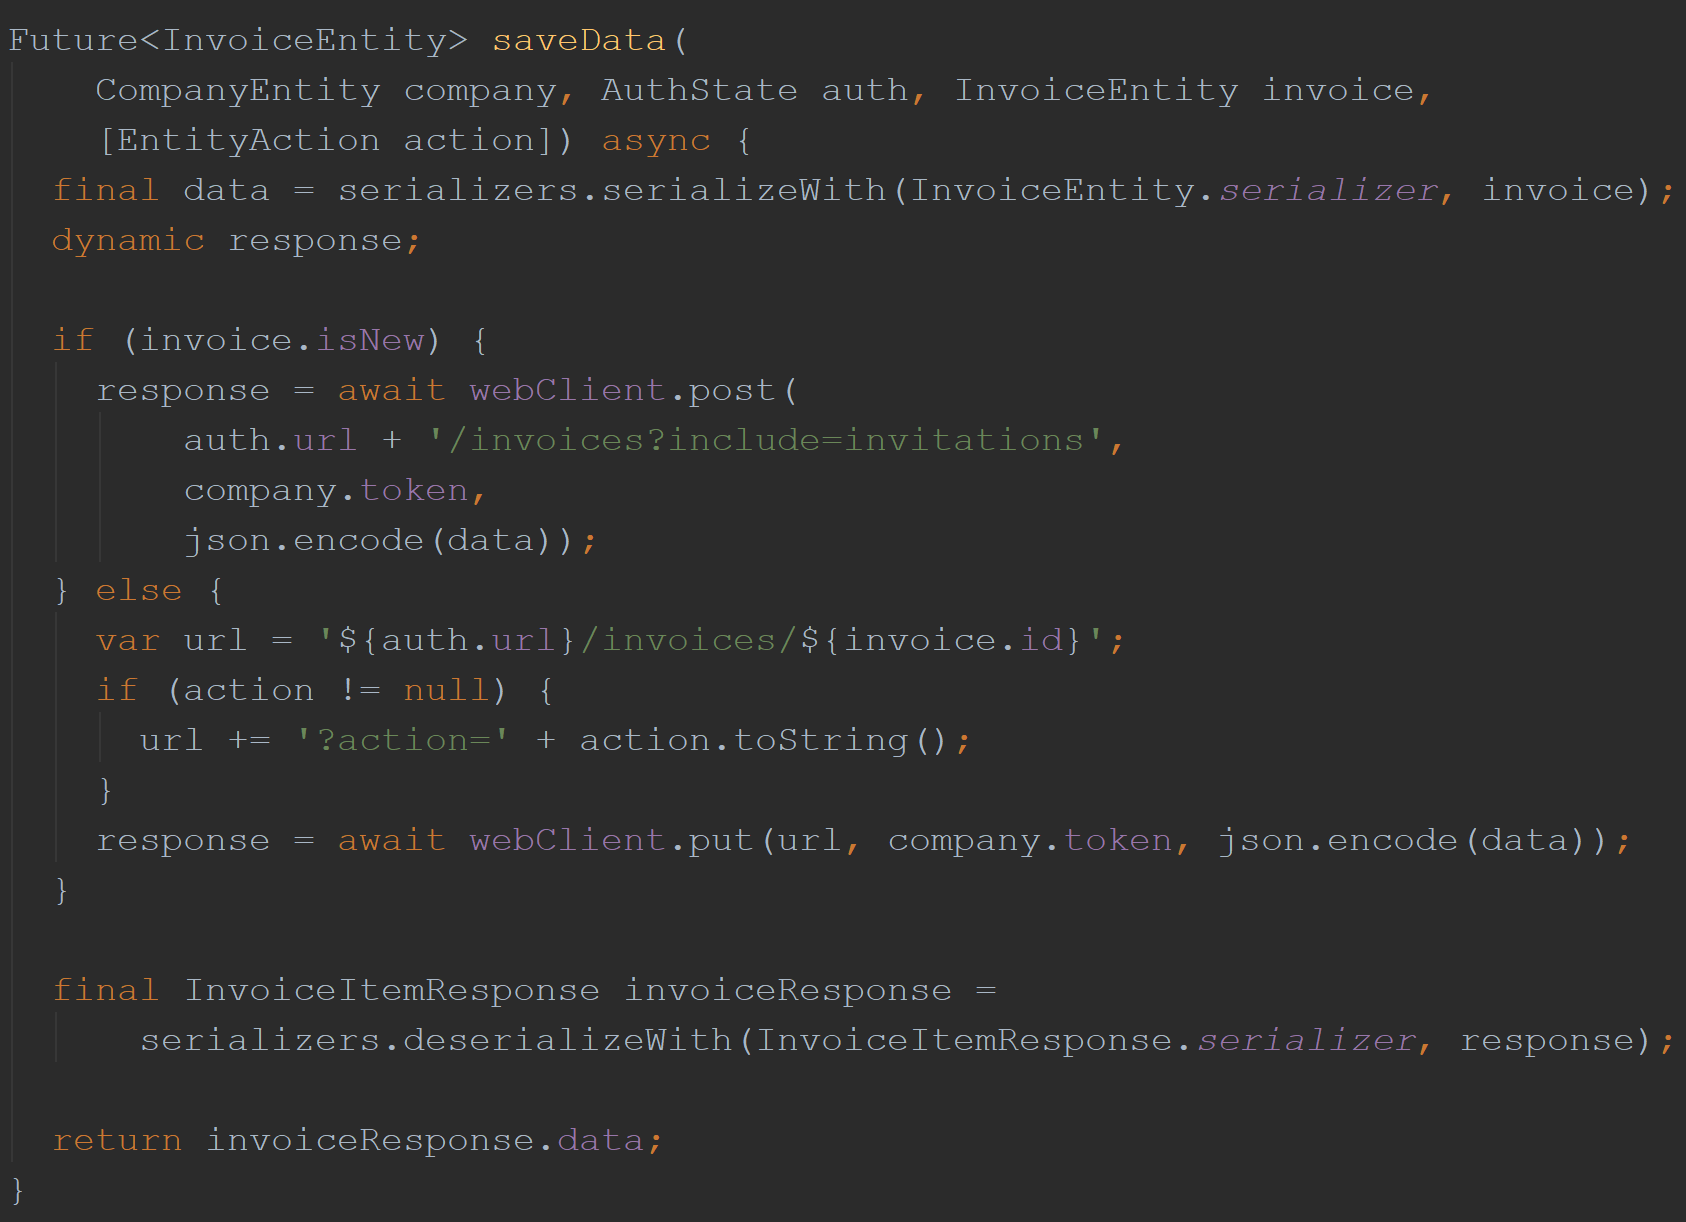 Future<InvoiceEntity> saveData(
    CompanyEntity company, AuthState auth, InvoiceEntity invoice,
    [EntityAction action]) async {
  final data = serializers.serializeWith(InvoiceEntity.serializer, invoice);
  dynamic response;

  if (invoice.isNew) {
    response = await webClient.post(
        auth.url + '/invoices?include=invitations',
        company.token,
        json.encode(data));
  } else {
    var url = '${auth.url}/invoices/${invoice.id}';
    if (action != null) {
      url += '?action=' + action.toString();
    }
    response = await webClient.put(url, company.token, json.encode(data));
  }

  final InvoiceItemResponse invoiceResponse =
      serializers.deserializeWith(InvoiceItemResponse.serializer, response);

  return invoiceResponse.data;
}